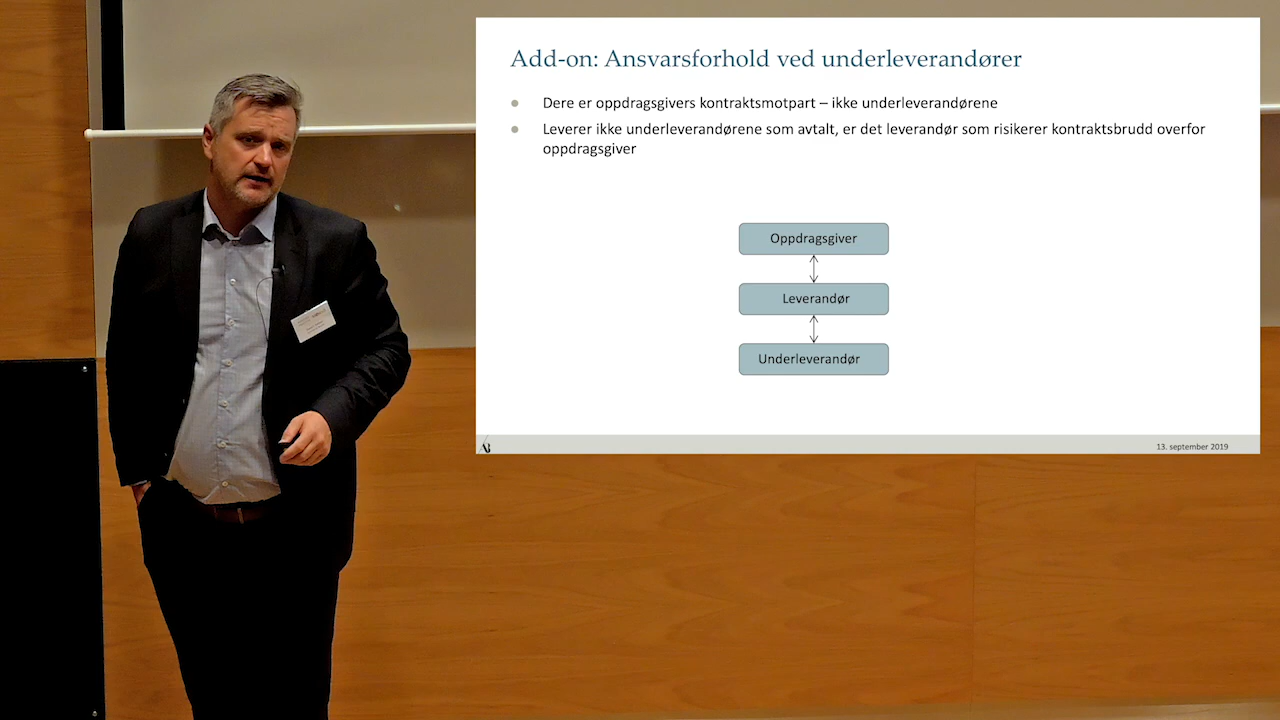 Add-on: Ansvarsforhold ved underleverandører
Dere er oppdragsgivers kontraktsmotpart – ikke underleverandørene
Leverer ikke underleverandørene som avtalt, er det leverandør som risikerer kontraktsbrudd overfor
oppdragsgiver
Oppdragsgiver
Leverandør
Underleverandør
13. september 2019